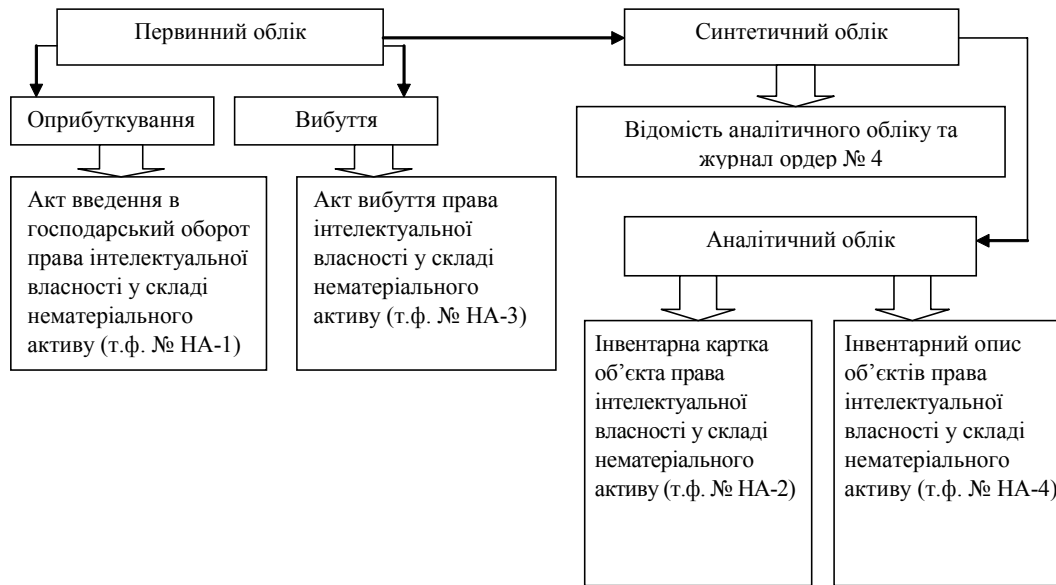 Первинний облік
Синтетичний облік
Оприбуткування
Вибуття
Відомість аналітичного обліку та
журнал ордер № 4
Акт введення в
господарський оборот
права інтелектуальної
власності у складі
нематеріального
активу (т.ф. № НА-1)
Акт вибуття права
інтелектуальної
власності у складі
нематеріального
активу (т.ф. № НА-3)
Аналітичний облік
Інвентарна картка
об’єкта права
інтелектуальної
власності у складі
нематеріального
активу (т.ф. № НА-2)
Інвентарний опис
об’єктів права
інтелектуальної
власності у складі
нематеріального
активу (т.ф. № НА-4)